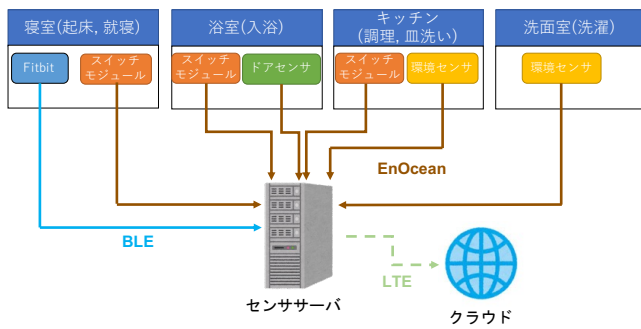 寝室(起床, 就寝)
浴室(入浴)
キッチン
(調理, 皿洗い)
洗面室(洗濯)
Fitbit
スイッチ
モジュール
スイッチ
モジュール
ドアセンサ
スイッチ
モジュール
環境センサ
環境センサ
EnOcean
BLE
LTE
センササーバ
クラウド